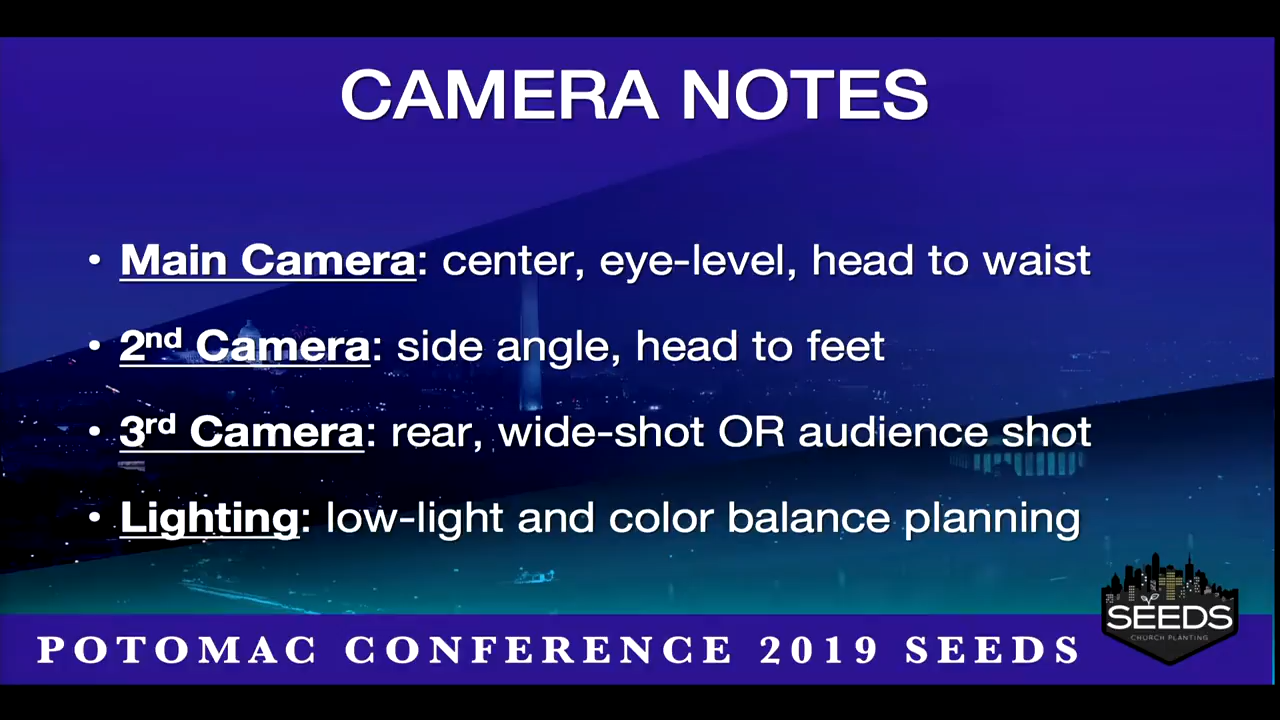 CAMERA NOTES
• Main Camera: center, eye-level, head to waist
• 2nd Camera: side angle, head to feet
• 3rd Camera: rear, wide-shot OR audience shot
• Lighting: low-light and color balance planning
SEEDS
CHURCH PLANTING
POTOMAC CONFERENCE 2019 SEEDS